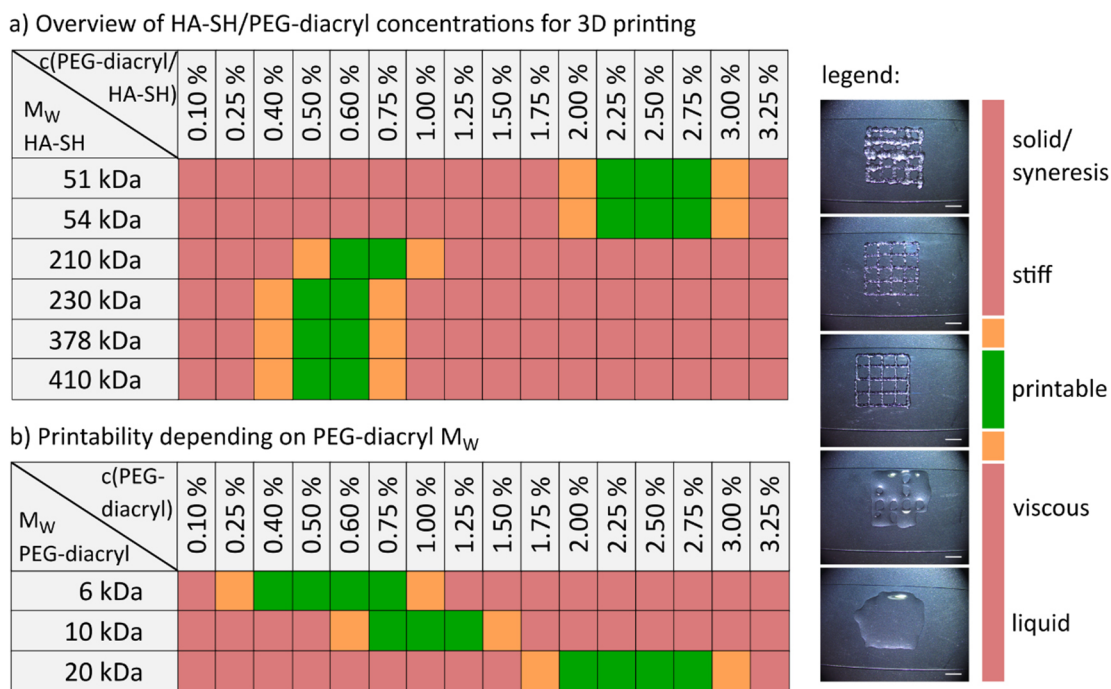 a) Overview of HA-SH/PEG-diacryl concentrations for 3D printing
c(PEG-diacryl/
HA-SH)
M_W
HA-SH
0.10 %
0.25 %
0.40 %
0.50 %
0.60 %
0.75 %
1.00 %
1.25 %
1.50 %
1.75 %
2.00 %
2.25 %
2.50 %
2.75 %
3.00 %
3.25 %
51 kDa
54 kDa
210 kDa
230 kDa
378 kDa
410 kDa
b) Printability depending on PEG-diacryl M_W
c(PEG-
diacryl)
M_W
PEG-diacryl
0.10 %
0.25 %
0.40 %
0.50 %
0.60 %
0.75 %
1.00 %
1.25 %
1.50 %
1.75 %
2.00 %
2.25 %
2.50 %
2.75 %
3.00 %
3.25 %
6 kDa
10 kDa
20 kDa
legend:
solid/
syneresis
stiff
printable
viscous
liquid